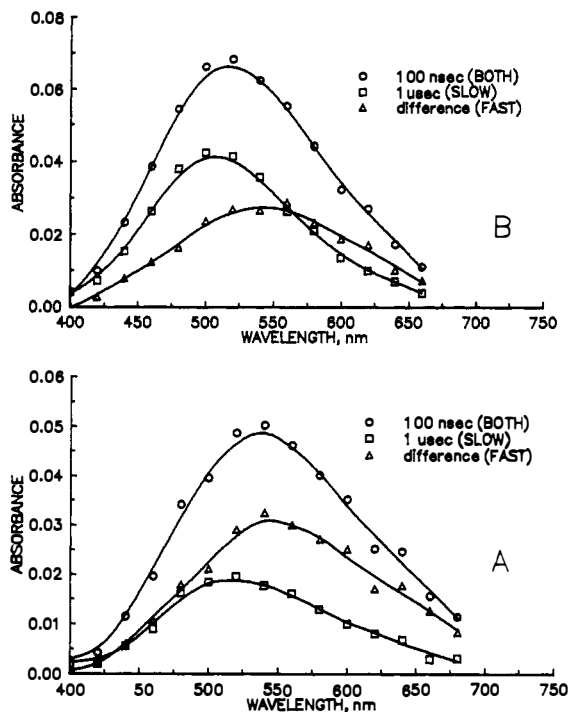 0.08
0.06
0.04
0.02
0.00
ABSORBANCE
100 nsec (BOTH)
1 usec (SLOW)
difference (FAST)
B
400 450 500 550 600 650 700 750
WAVELENGTH, nm
0.06
0.05
0.04
0.03
0.02
0.01
0.00
ABSORBANCE
100 nsec (BOTH)
1 usec (SLOW)
difference (FAST)
A
400 450 500 550 600 650 700 750
WAVELENGTH, nm